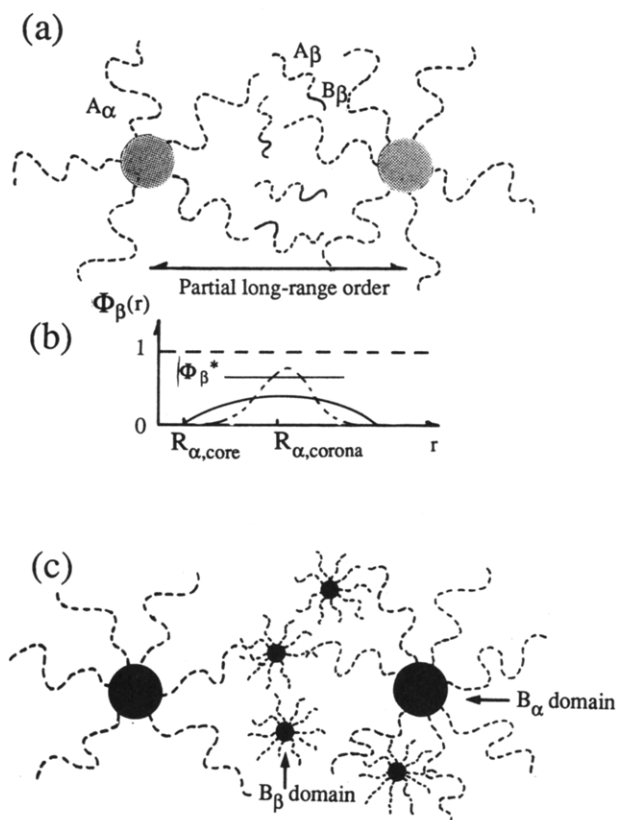 (a)
Aβ
Bβ
Aα
Partial long-range order
Φβ(r)
(b)
1
Φβ*
0
Rα,core
Rα,corona
r
(c)
Bα domain
Bβ domain